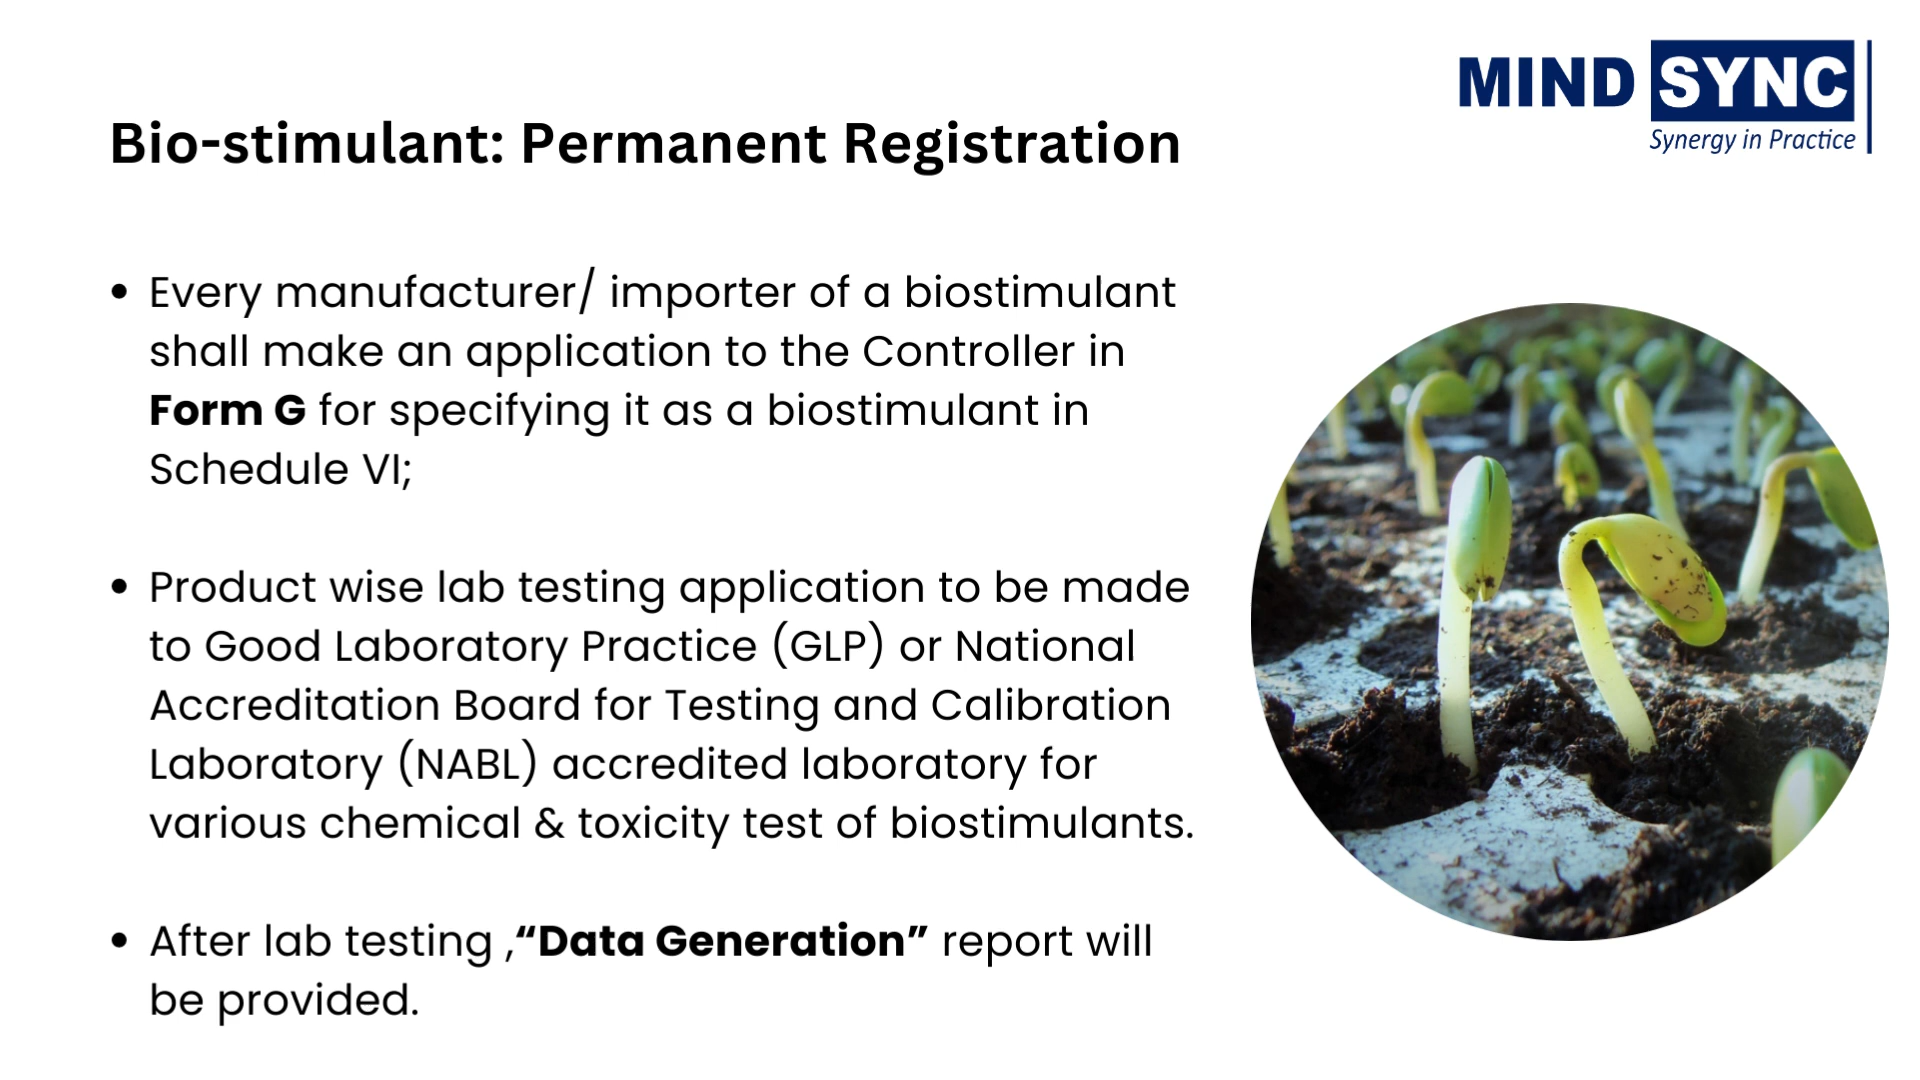 MIND SYNC
Synergy in Practice
Bio-stimulant: Permanent Registration
• Every manufacturer/ importer of a biostimulant
shall make an application to the Controller in
Form G for specifying it as a biostimulant in
Schedule VI;
• Product wise lab testing application to be made
to Good Laboratory Practice (GLP) or National
Accreditation Board for Testing and Calibration
Laboratory (NABL) accredited laboratory for
various chemical & toxicity test of biostimulants.
• After lab testing ,“Data Generation” report will
be provided.